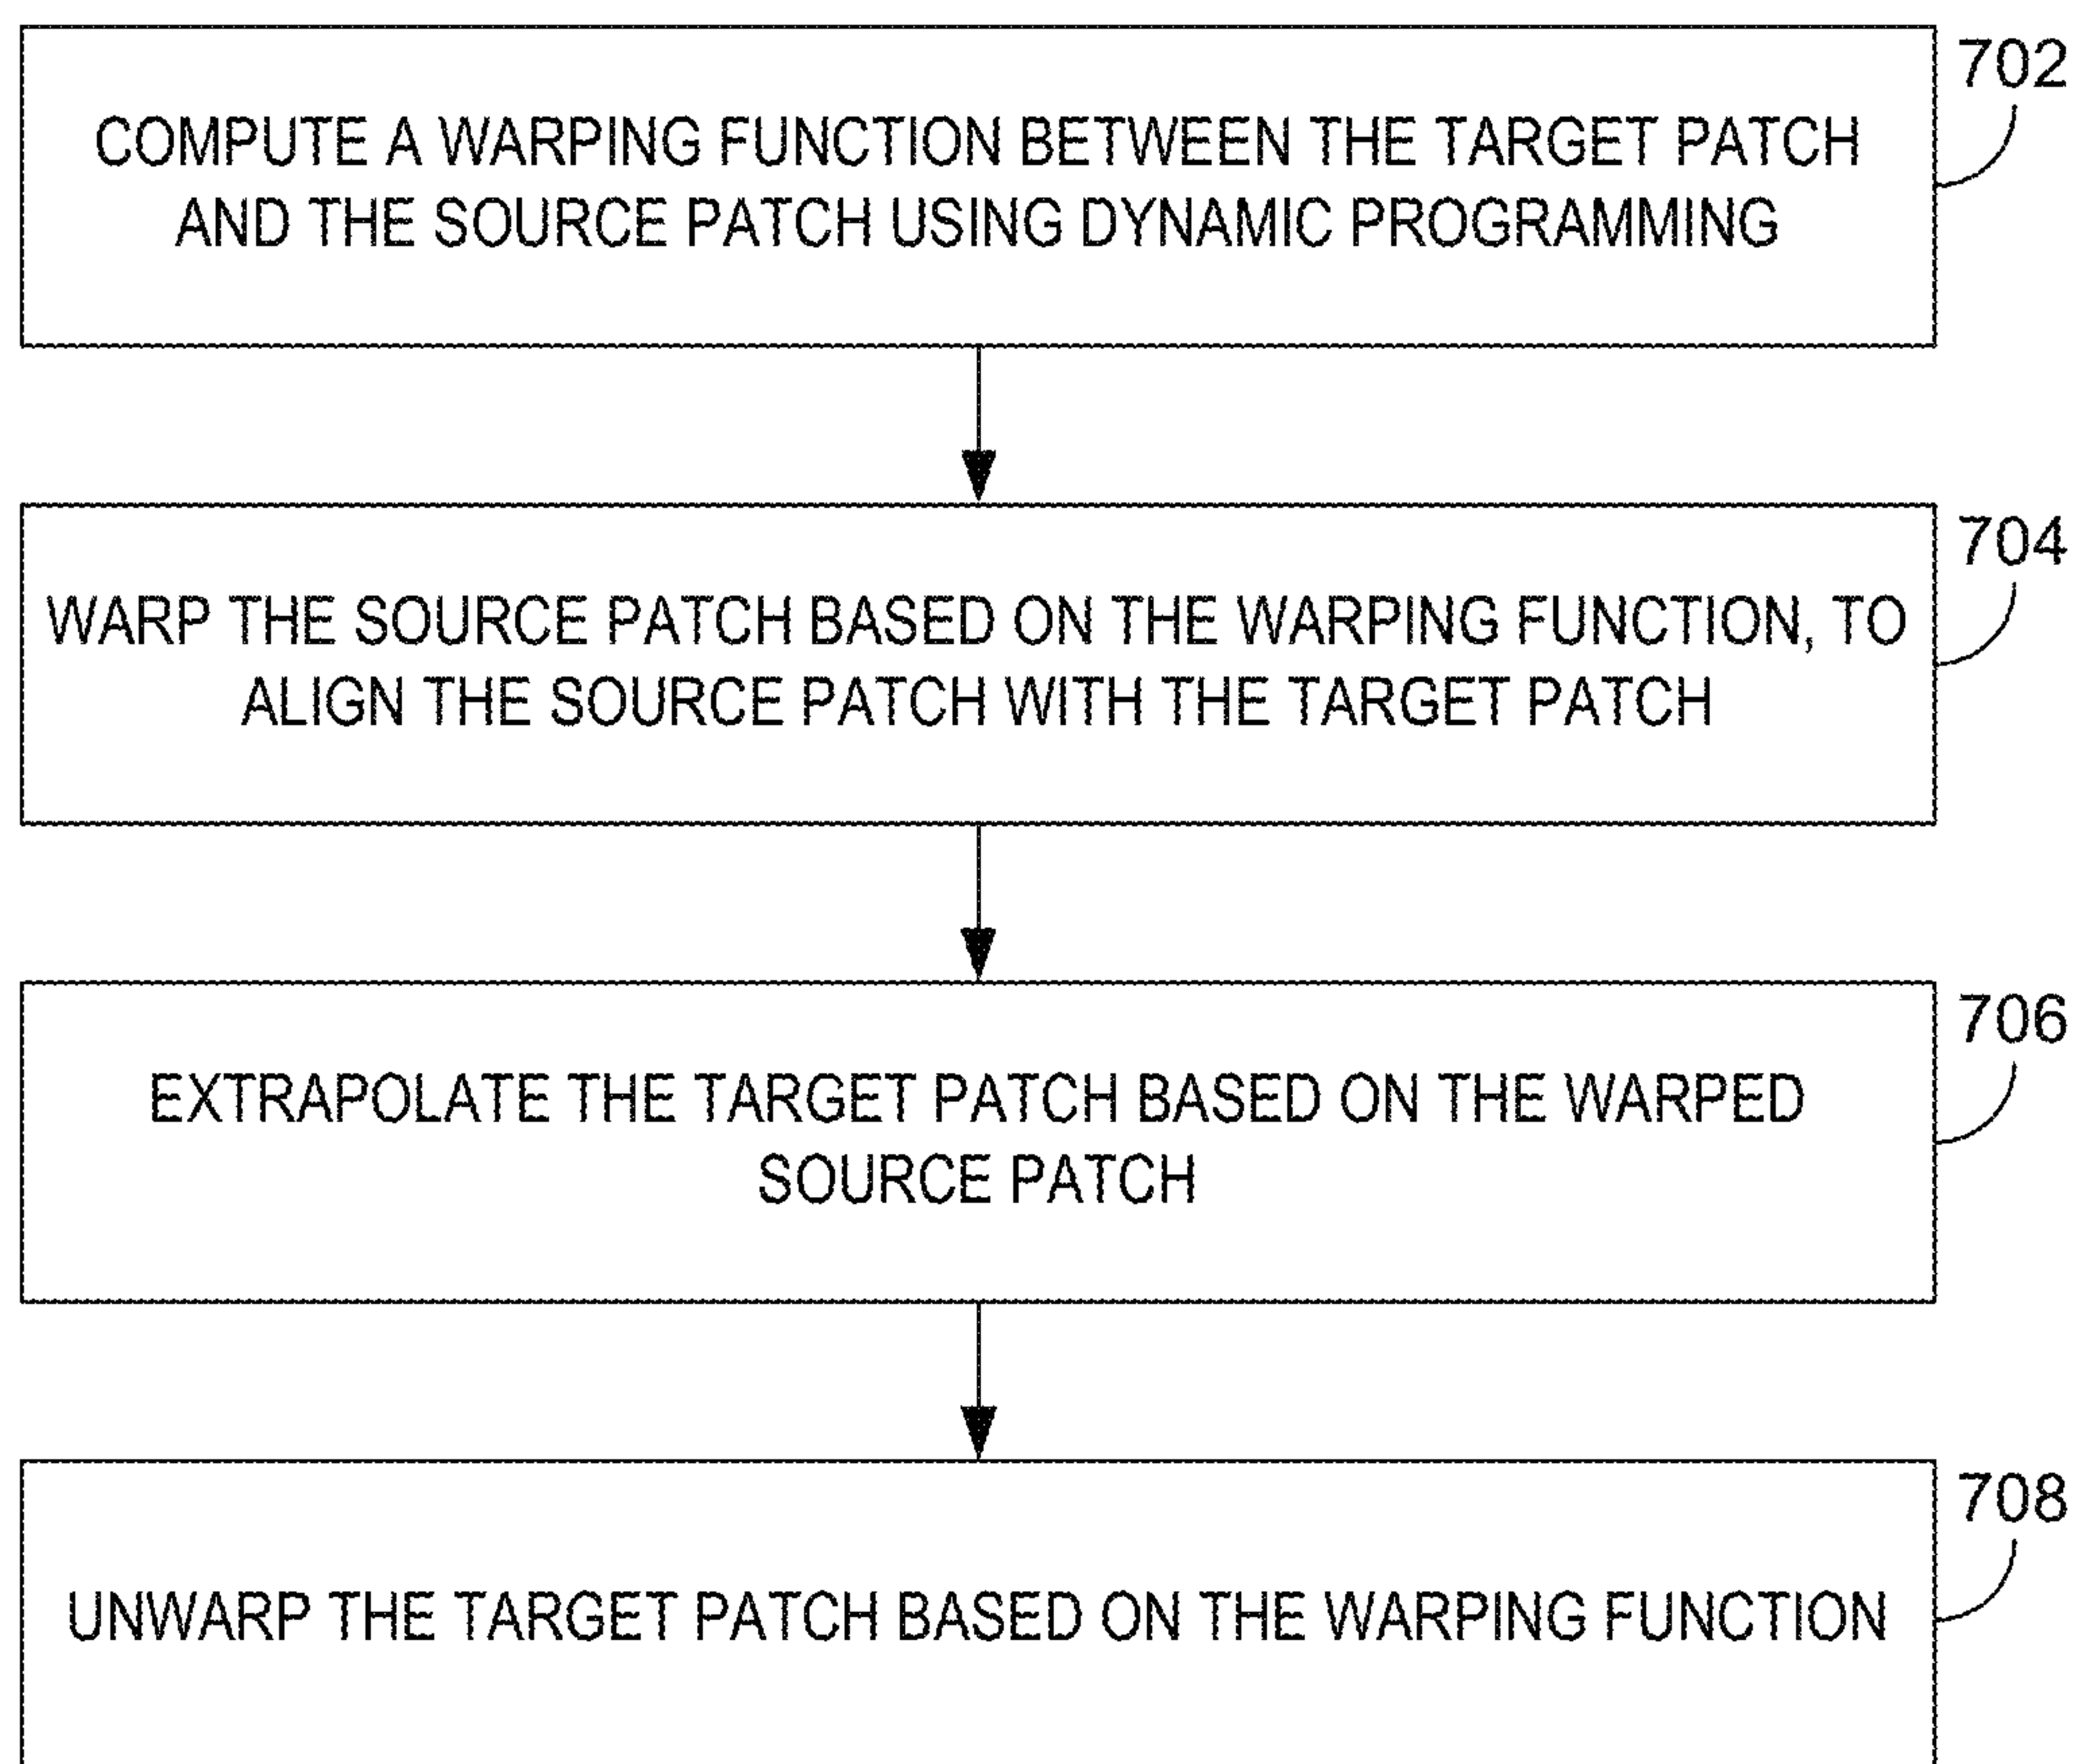 702
COMPUTE A WARPING FUNCTION BETWEEN THE TARGET PATCH
AND THE SOURCE PATCH USING DYNAMIC PROGRAMMING
704
WARP THE SOURCE PATCH BASED ON THE WARPING FUNCTION, TO
ALIGN THE SOURCE PATCH WITH THE TARGET PATCH
706
EXTRAPOLATE THE TARGET PATCH BASED ON THE WARPED
SOURCE PATCH
708
UNWARP THE TARGET PATCH BASED ON THE WARPING FUNCTION